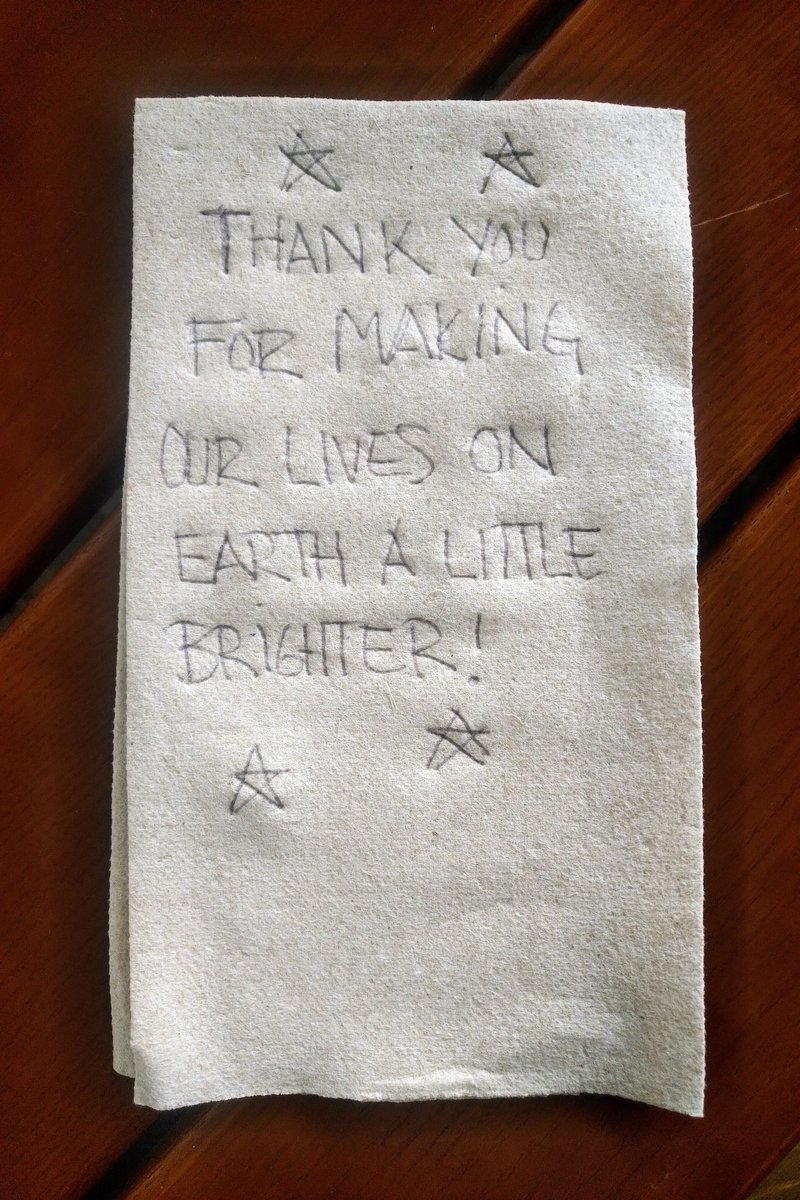 THANK YOU
FOR MAKING
OUR LIVES ON
EARTH A LITTLE
BRIGHTER!